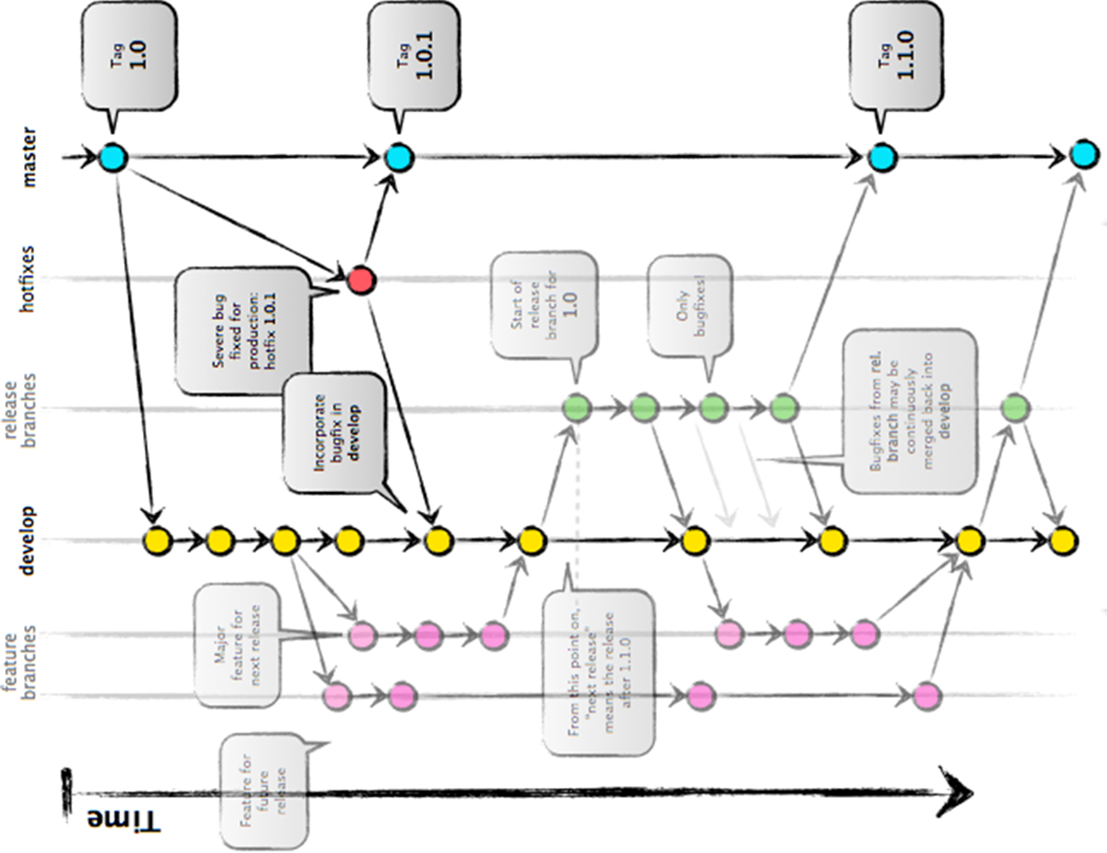 Tag
1.0
Tag
1.0.1
Tag
1.1.0
master
hotfixes
release
branches
develop
feature
branches
Severe bug
fixed for
production:
hotfix 1.0.1
Incorporate
bugfix in
develop
Start of
release
branch for
1.0
Only
bugfixes!
Bugfixes from rel.
branch may be
continuously
merged back into
develop
Major
feature for
next release
From this point on,
"next release"
means the release
after 1.1.0
Feature for
future
release
Time